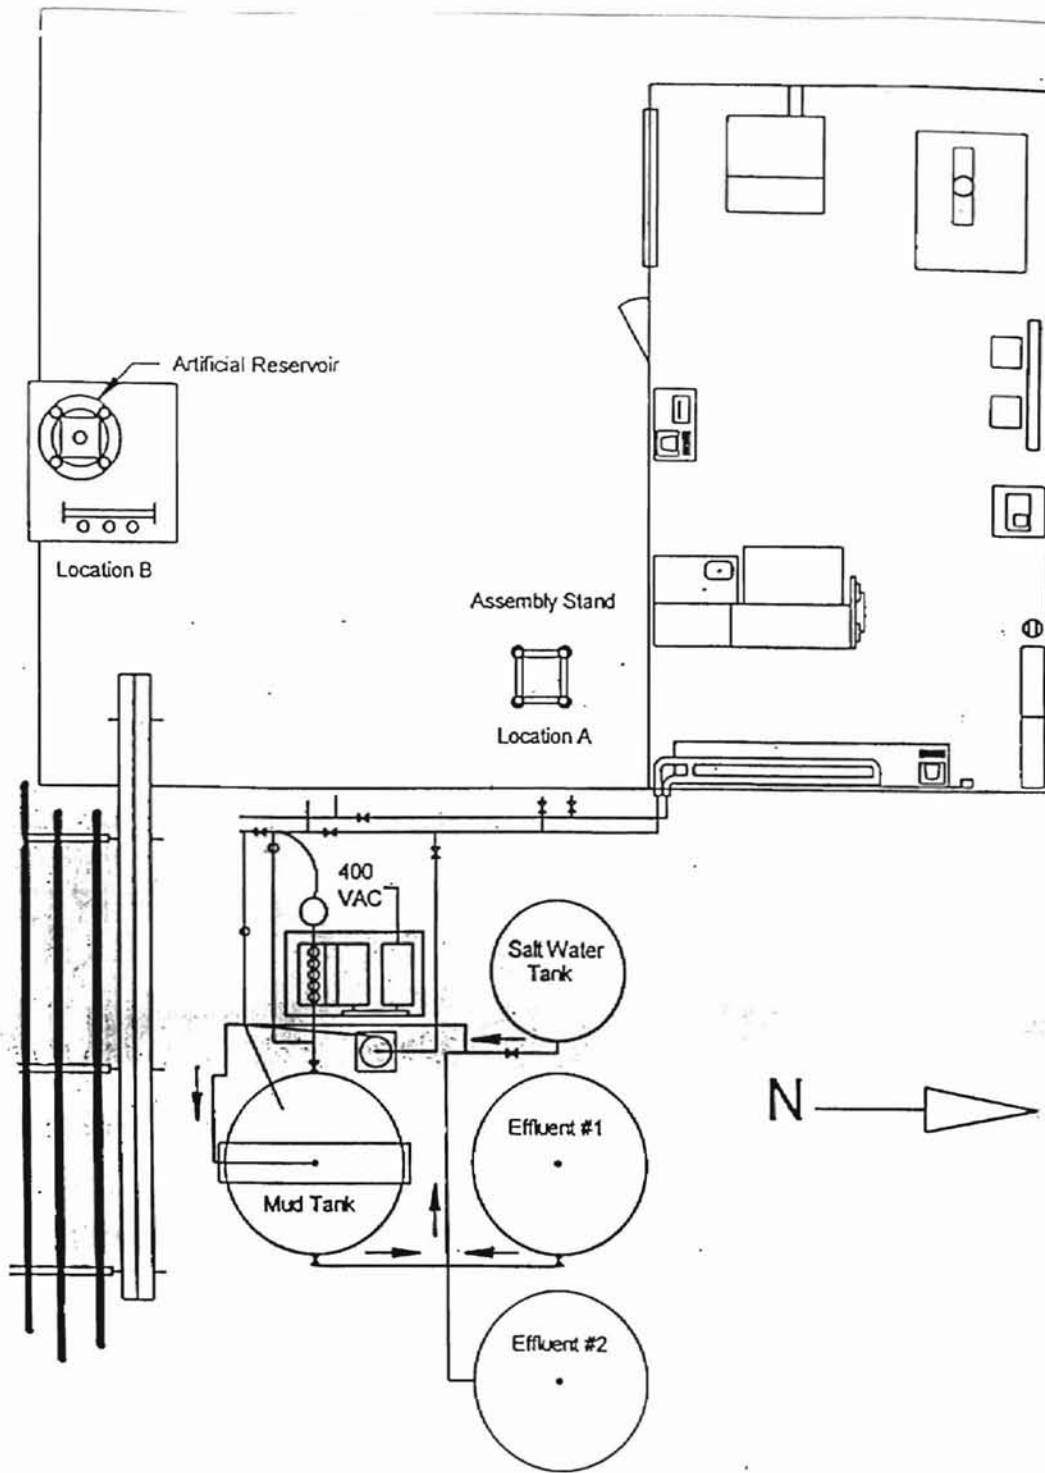 Artificial Reservoir
Location B
Assembly Stand
Location A
400
VAC
Salt Water
Tank
N
Effluent #1
Mud Tank
Effluent #2